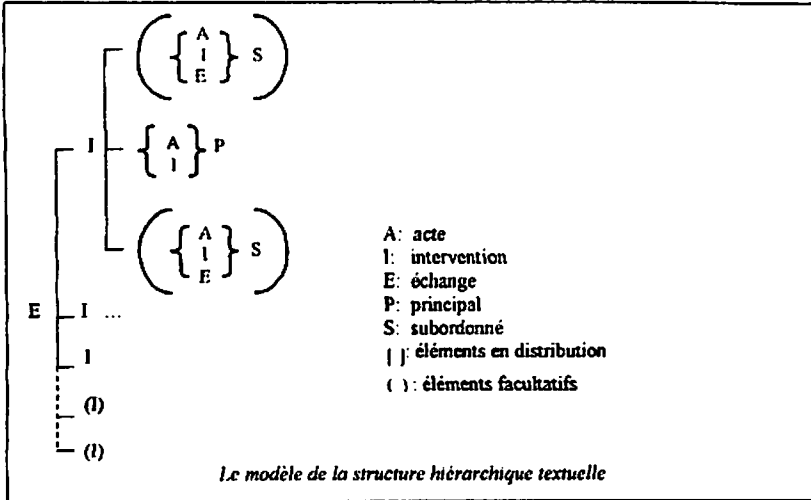 A
I S
E
I A P
I
A
I S
E
A: acte
I: intervention
E: échange
P: principal
E I ... S: subordonné
I { }: éléments en distribution
(I) ( ): éléments facultatifs
(I)
Le modèle de la structure hiérarchique textuelle